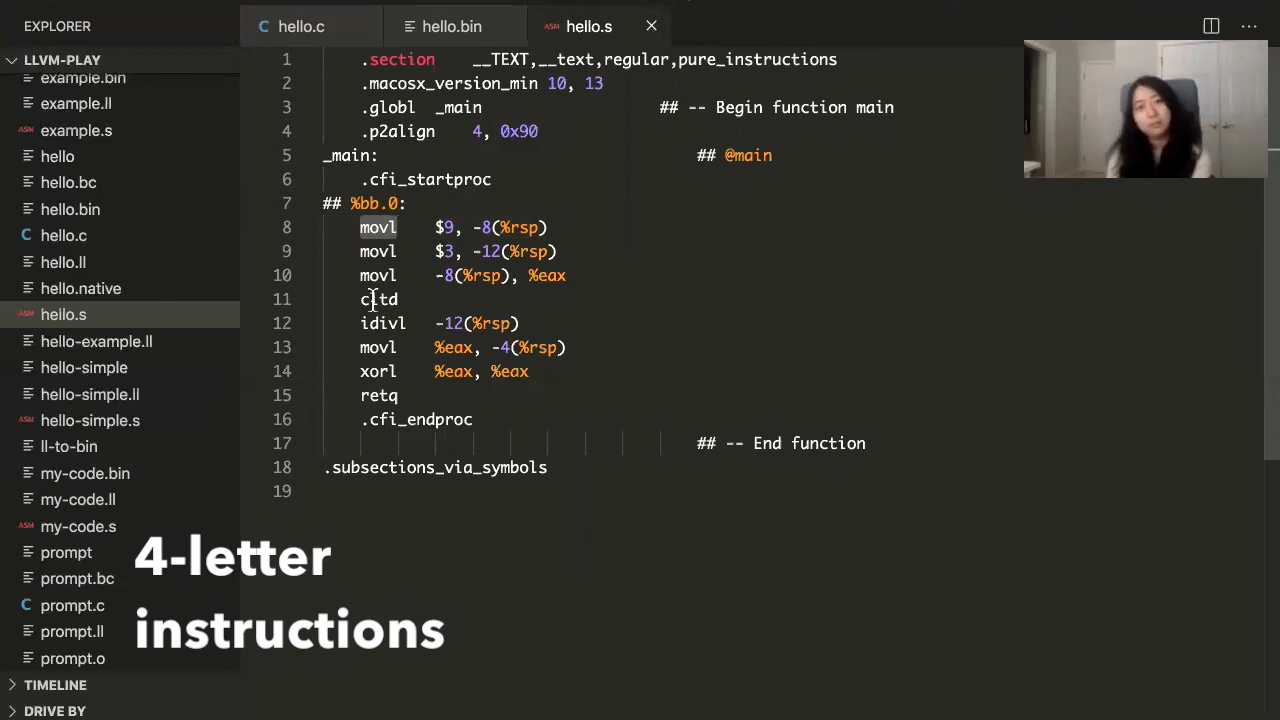 EXPLORER
LLVM-PLAY
example.bin
example.ll
ASM example.s
hello
hello.bc
hello.bin
C hello.c
hello.ll
hello.native
ASM hello.s
hello-example.ll
hello-simple
hello-simple.ll
ASM hello-simple.s
ll-to-bin
my-code.bin
my-code.ll
ASM my-code.s
prompt
prompt.bc
C prompt.c
prompt.ll
prompt.o
TIMELINE
DRIVE BY
C hello.c hello.bin ASM hello.s
1 .section __TEXT,__text,regular,pure_instructions
2 .macosx_version_min 10, 13
3 .globl _main ## -- Begin function main
4 .p2align 4, 0x90
5 _main: ## @main
6 .cfi_startproc
7 ## %bb.0:
8 movl $9, -8(%rsp)
9 movl $3, -12(%rsp)
10 movl -8(%rsp), %eax
11 cltd
12 idivl -12(%rsp)
13 movl %eax, -4(%rsp)
14 xorl %eax, %eax
15 retq
16 .cfi_endproc
17 ## -- End function
18 .subsections_via_symbols
19
4-letter
instructions